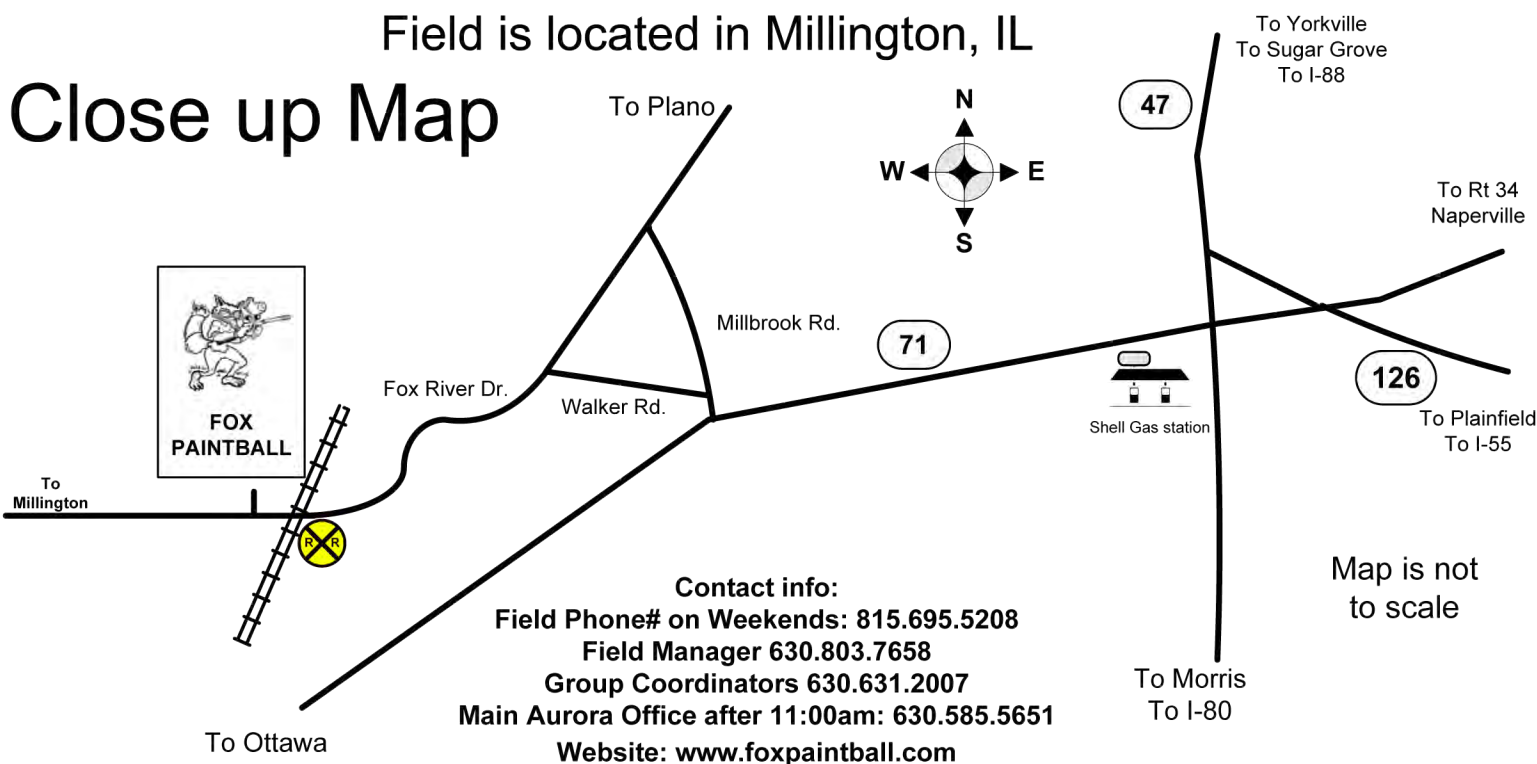 Field is located in Millington, IL
Close up Map
To Plano
N
W
E
S
47
To Yorkville
To Sugar Grove
To I-88
To Rt 34
Naperville
Millbrook Rd.
71
Fox River Dr.
Walker Rd.
Shell Gas station
126
To Plainfield
To I-55
FOX
PAINTBALL
To
Millington
R R
Map is not
to scale
Contact info:
Field Phone# on Weekends: 815.695.5208
Field Manager 630.803.7658
Group Coordinators 630.631.2007
Main Aurora Office after 11:00am: 630.585.5651
Website: www.foxpaintball.com
To Morris
To I-80
To Ottawa